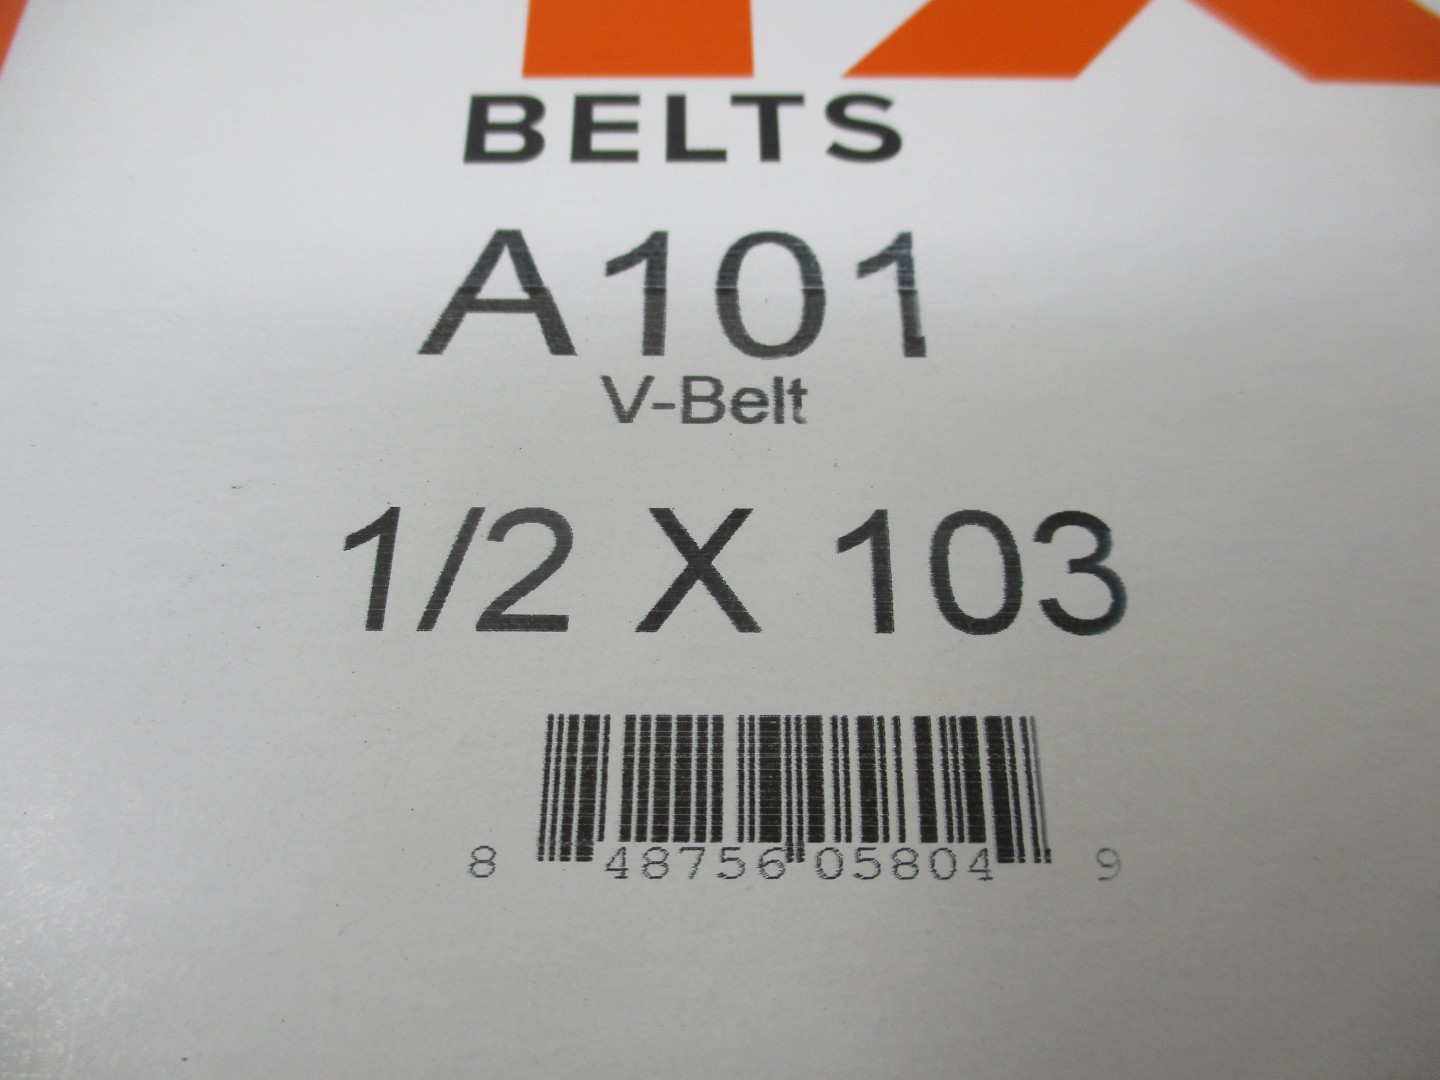 BELTS
A101
V-Belt
1/2 X 103
8 48756 05804 9